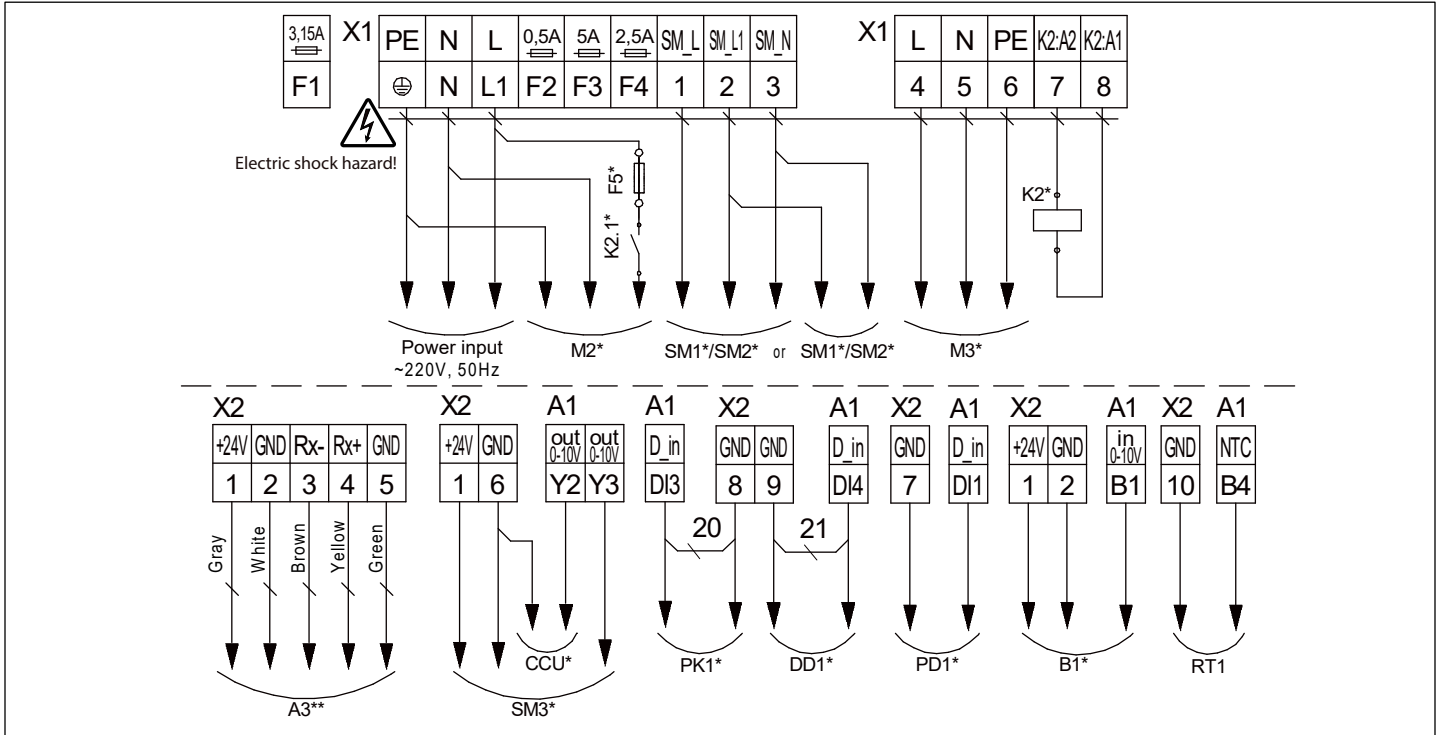 3,15A X1 PE N L 0,5A 5A 2,5A SM_L SM_L1 SM_N X1 L N PE K2:A2 K2:A1
F1 N L1 F2 F3 F4 1 2 3 4 5 6 7 8
Electric shock hazard!
F5*
K2.1*
K2*
Power input
~220V, 50Hz
M2* SM1*/SM2* or SM1*/SM2* M3*
X2 X2 A1 A1 X2 A1 X2 A1 X2 A1 X2 A1
+24V GND Rx- Rx+ GND +24V GND out 0-10V out 0-10V D_in GND GND D_in GND D_in +24V GND in 0-10V GND NTC
1 2 3 4 5 1 6 Y2 Y3 DI3 8 9 DI4 7 DI1 1 2 B1 10 B4
20 21
Gray White Brown Yellow Green
CCU* PK1* DD1* PD1* B1* RT1
A3** SM3*